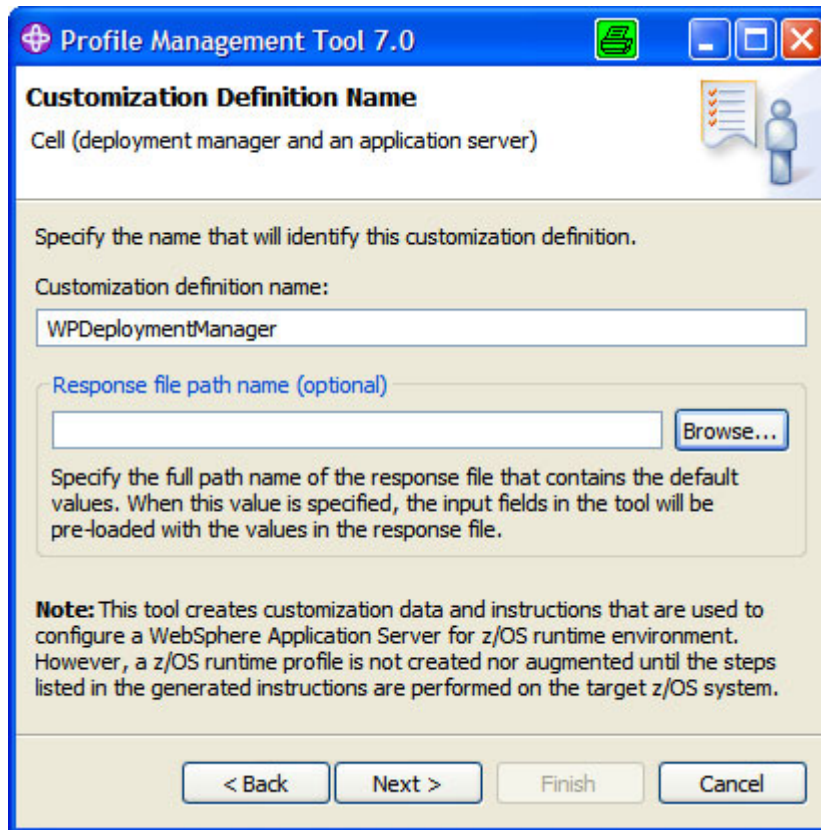 Profile Management Tool 7.0
Customization Definition Name
Cell (deployment manager and an application server)
Specify the name that will identify this customization definition.
Customization definition name:
WPDeploymentManager
Response file path name (optional)
Browse...
Specify the full path name of the response file that contains the default
values. When this value is specified, the input fields in the tool will be
pre-loaded with the values in the response file.
Note: This tool creates customization data and instructions that are used to
configure a WebSphere Application Server for z/OS runtime environment.
However, a z/OS runtime profile is not created nor augmented until the steps
listed in the generated instructions are performed on the target z/OS system.
< Back Next > Finish Cancel